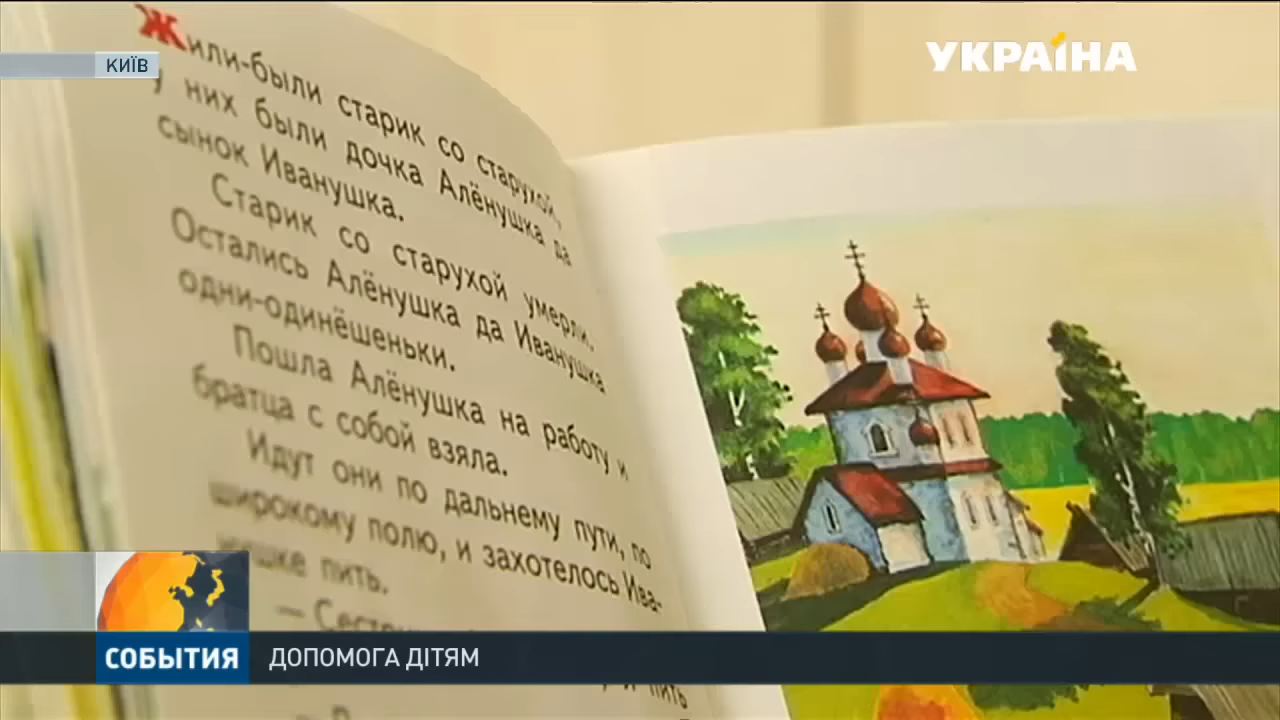 КИЇВ
УКРАЇНА
Жили-были старик со старухой,
у них были дочка Алёнушка да
сынок Иванушка.
Старик со старухой умерли.
Остались Алёнушка да Иванушка
одни-одинёшеньки.
Пошла Алёнушка на работу и
братца с собой взяла.
Идут они по дальнему пути, по
широкому полю, и захотелось Ива-
нушке пить.
— Сестр
и пить
СОБЫТИЯ
ДОПОМОГА ДІТЯМ